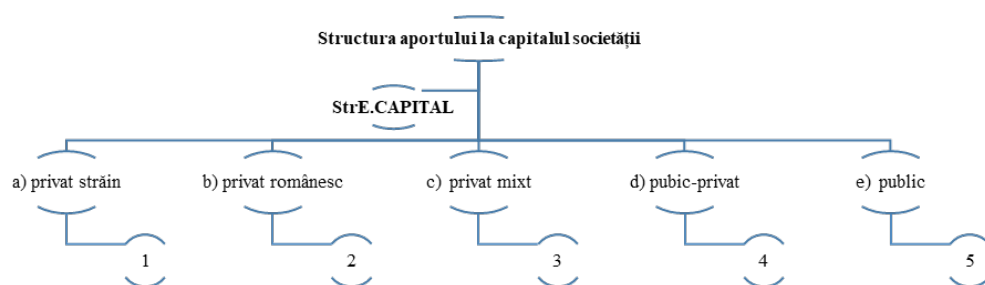 Structura aportului la capitalul societății
StrE.CAPITAL
a) privat străin
b) privat românesc
c) privat mixt
d) pubic-privat
e) public
1
2
3
4
5